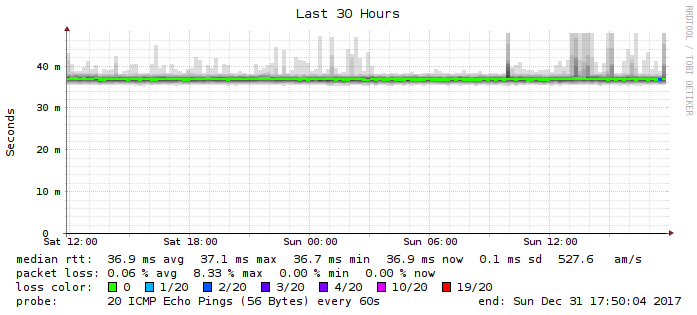 Last 30 Hours
RRDTOOL / TOBI OETIKER
Seconds
40 m
30 m
20 m
10 m
0
Sat 12:00 Sat 18:00 Sun 00:00 Sun 06:00 Sun 12:00
median rtt: 36.9 ms avg 37.1 ms max 36.7 ms min 36.9 ms now 0.1 ms sd 527.6 am/s
packet loss: 0.06 % avg 8.33 % max 0.00 % min 0.00 % now
loss color: 0 1/20 2/20 3/20 4/20 10/20 19/20
probe: 20 ICMP Echo Pings (56 Bytes) every 60s end: Sun Dec 31 17:50:04 2017